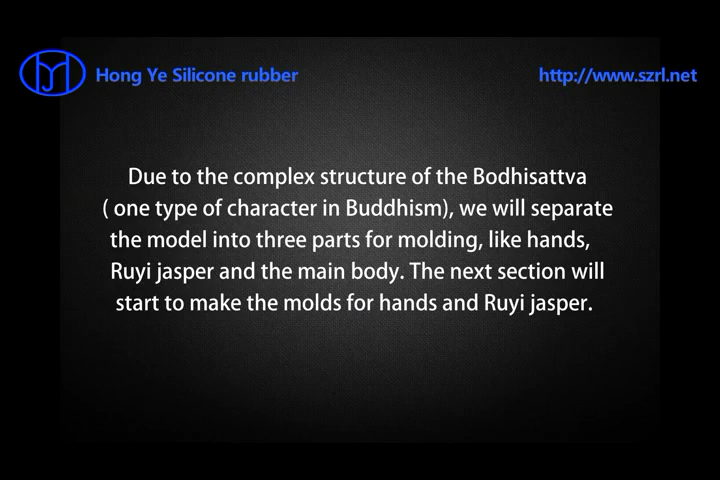 Hong Ye Silicone rubber
http://www.szrl.net
Due to the complex structure of the Bodhisattva
( one type of character in Buddhism), we will separate
the model into three parts for molding, like hands,
Ruyi jasper and the main body. The next section will
start to make the molds for hands and Ruyi jasper.